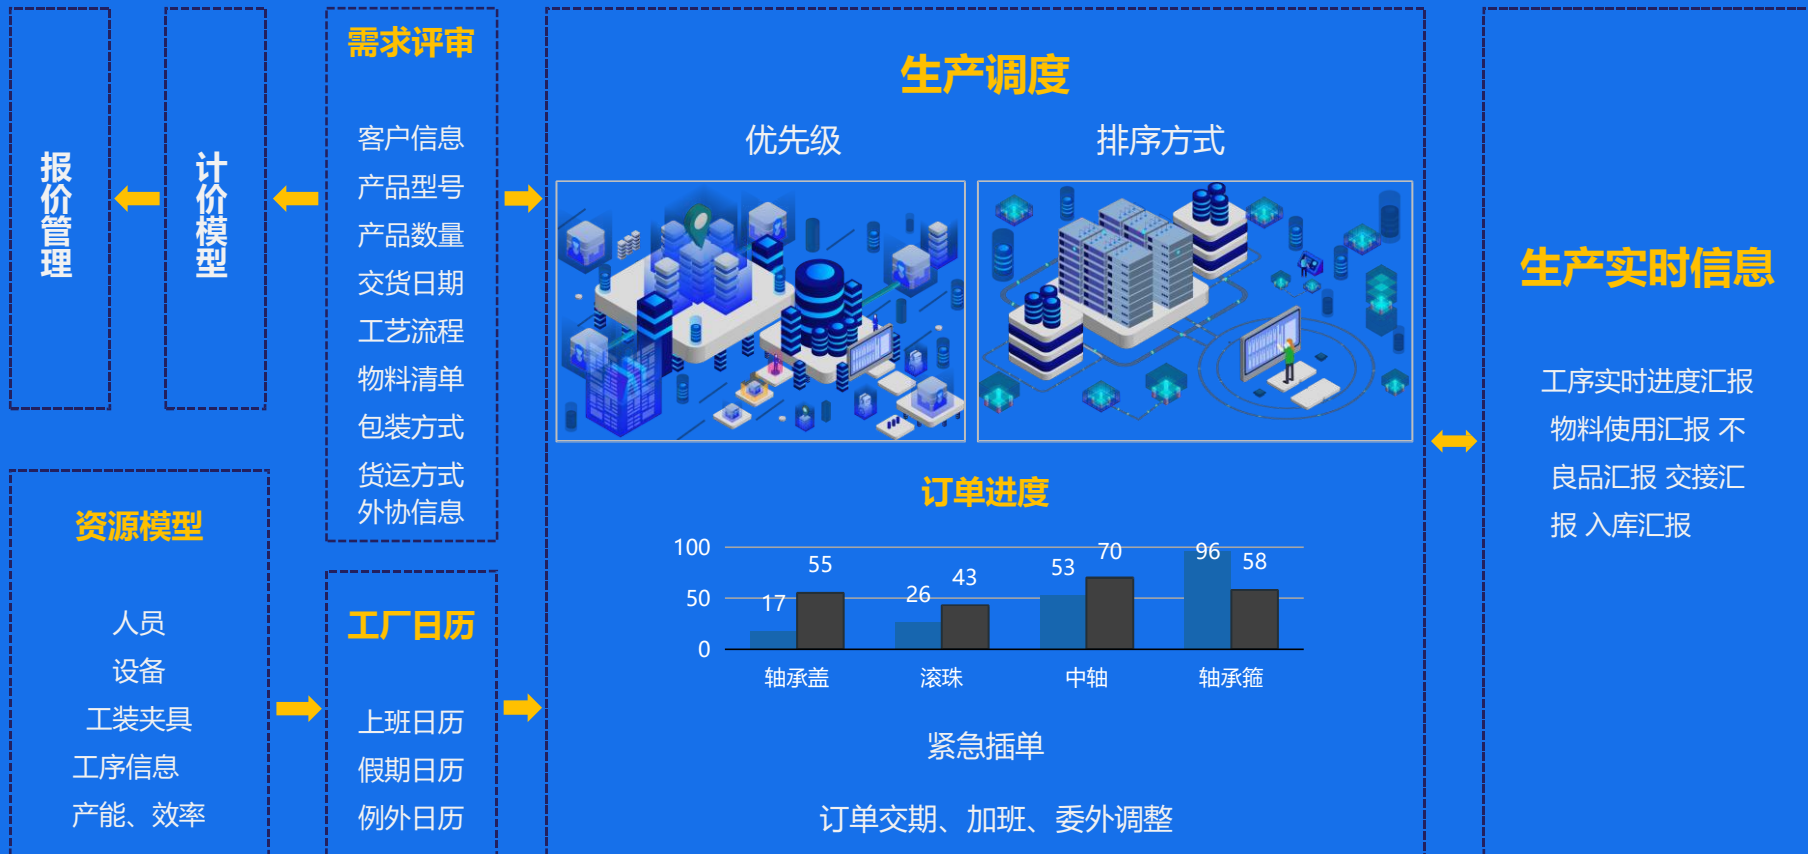 报价管理
计价模型
需求评审
客户信息
产品型号
产品数量
交货日期
工艺流程
物料清单
包装方式
货运方式
外协信息
资源模型
人员
设备
工装夹具
工序信息
产能、效率
工厂日历
上班日历
假期日历
例外日历
生产调度
优先级
排序方式
订单进度
100
50
0
17
55
26
43
53
70
96
58
轴承盖
滚珠
中轴
轴承箍
紧急插单
订单交期、加班、委外调整
生产实时信息
工序实时进度汇报
物料使用汇报 不
良品汇报 交接汇
报 入库汇报